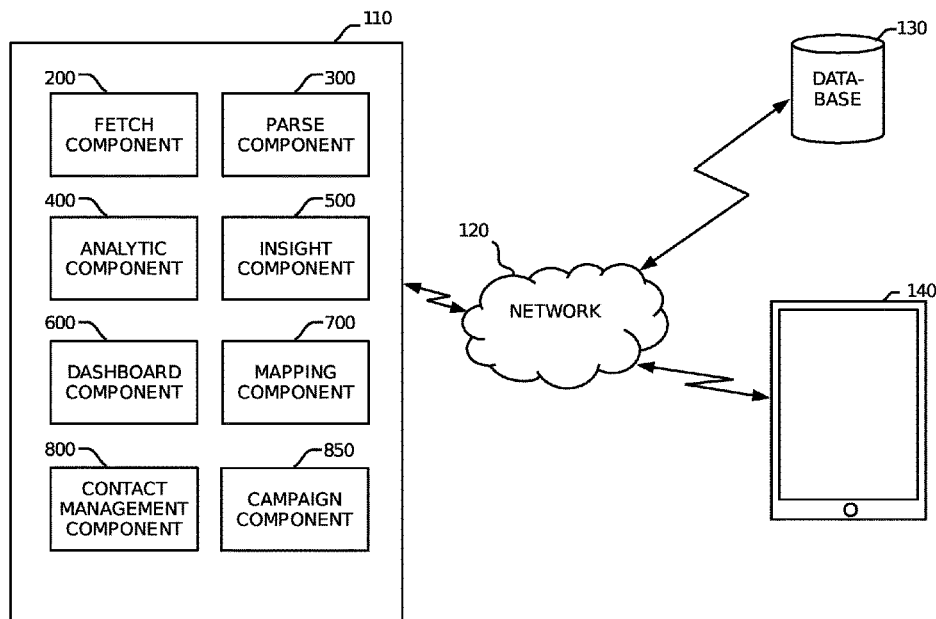 110
130
DATA-
BASE
200
300
FETCH
COMPONENT
PARSE
COMPONENT
400
500
ANALYTIC
COMPONENT
INSIGHT
COMPONENT
120
NETWORK
140
600
700
DASHBOARD
COMPONENT
MAPPING
COMPONENT
800
850
CONTACT
MANAGEMENT
COMPONENT
CAMPAIGN
COMPONENT